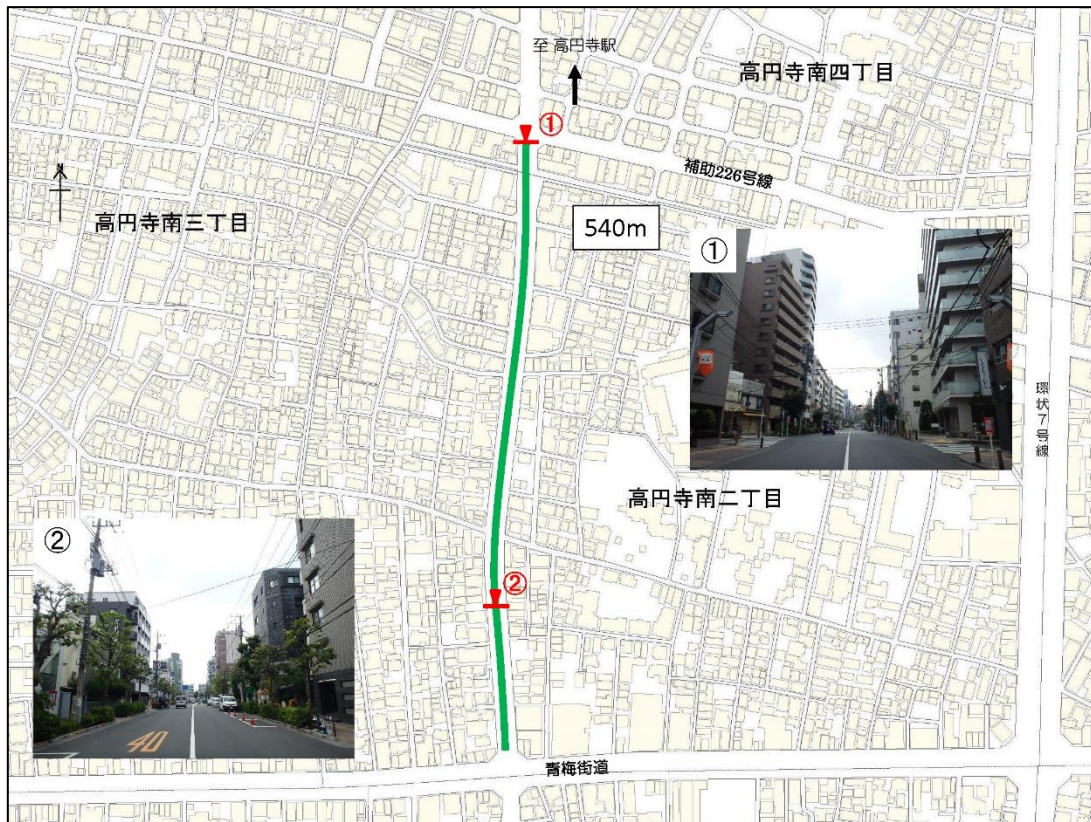 至 高円寺駅
高円寺南四丁目
①
補助226号線
N
高円寺南三丁目
540m
①
環状7号線
高円寺南二丁目
②
②
40
青梅街道